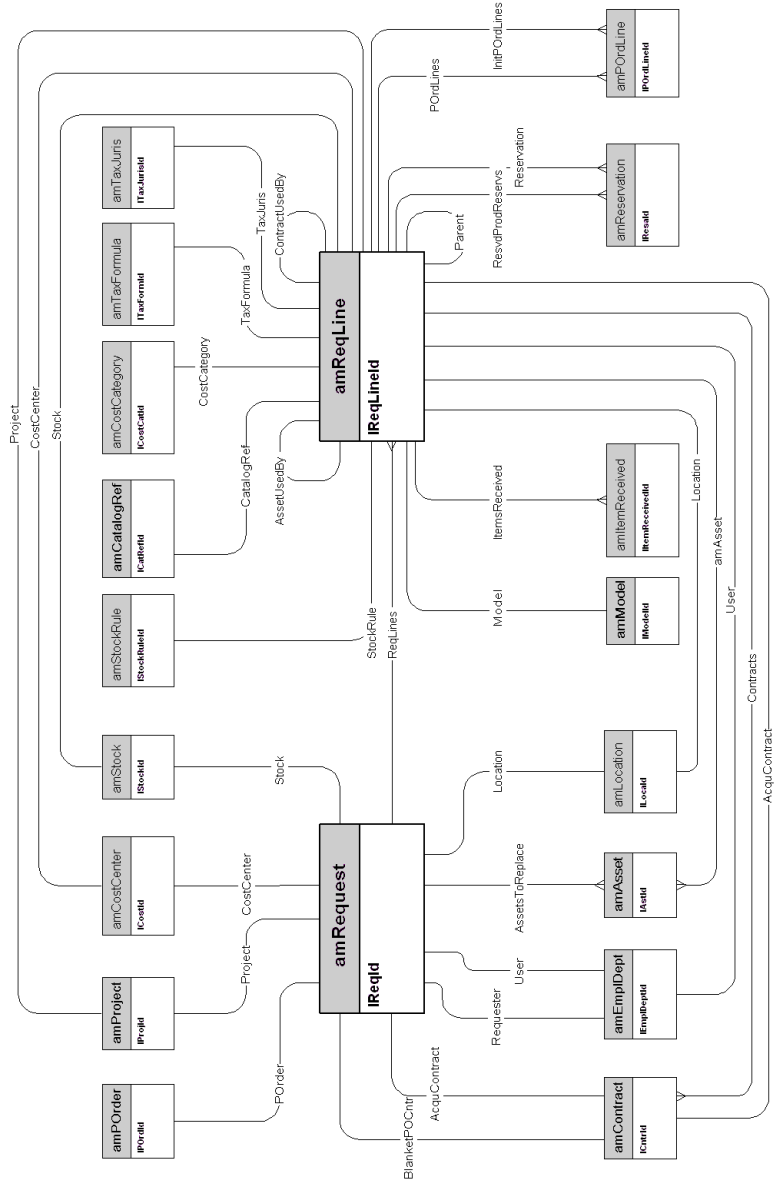 InitPOrdLines
POrdLines
amPOrdLine
lPOrdLineId
Reservation
ResvdProdReservs
amReservation
lResaId
Parent
amTaxJuris
lTaxJurisId
TaxJuris
ContractUsedBy
amTaxFormula
lTaxFormId
TaxFormula
amCostCategory
lCostCatId
CostCategory
amCatalogRef
lCatRefId
CatalogRef
AssetUsedBy
amReqLine
lReqLineId
Project
CostCenter
Stock
amStockRule
lStockRuleId
StockRule
ReqLines
ItemsReceived
amItemReceived
lItemReceivedId
Model
amModel
lModelId
Location
amAsset
User
Contracts
AcquContract
amStock
lStockId
Stock
amCostCenter
lCostId
CostCenter
amProject
lProjId
Project
amPOrder
lPOrdId
POrder
amRequest
lReqId
Location
amLocation
lLocaId
AssetsToReplace
amAsset
lAstId
User
Requester
amEmplDept
lEmplDeptId
AcquContract
BlanketPOCntr
amContract
lCntrId